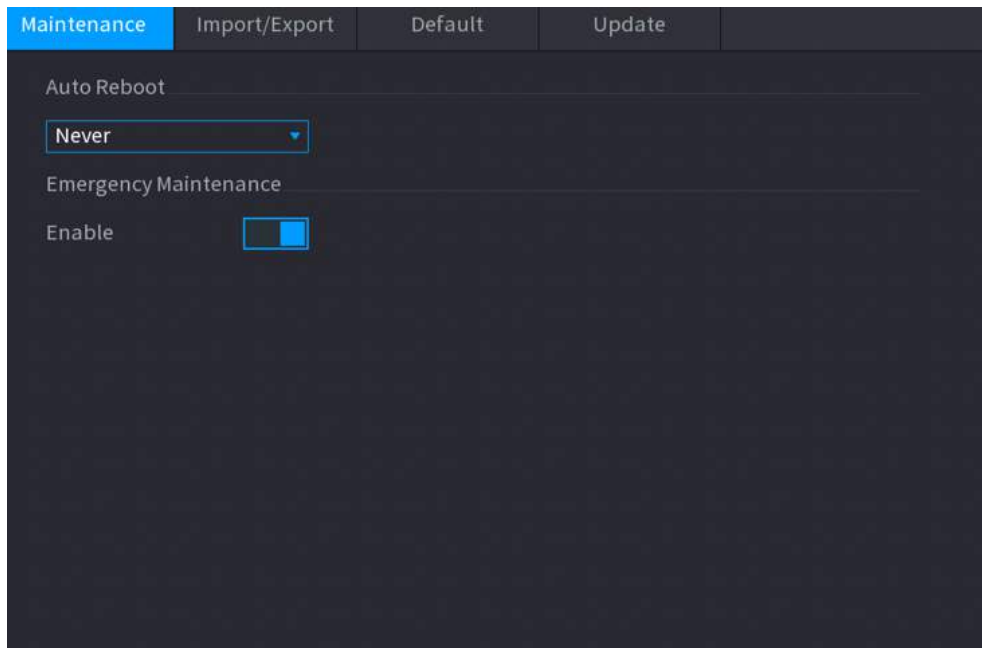 Maintenance Import/Export Default Update
Auto Reboot
Never
Emergency Maintenance
Enable